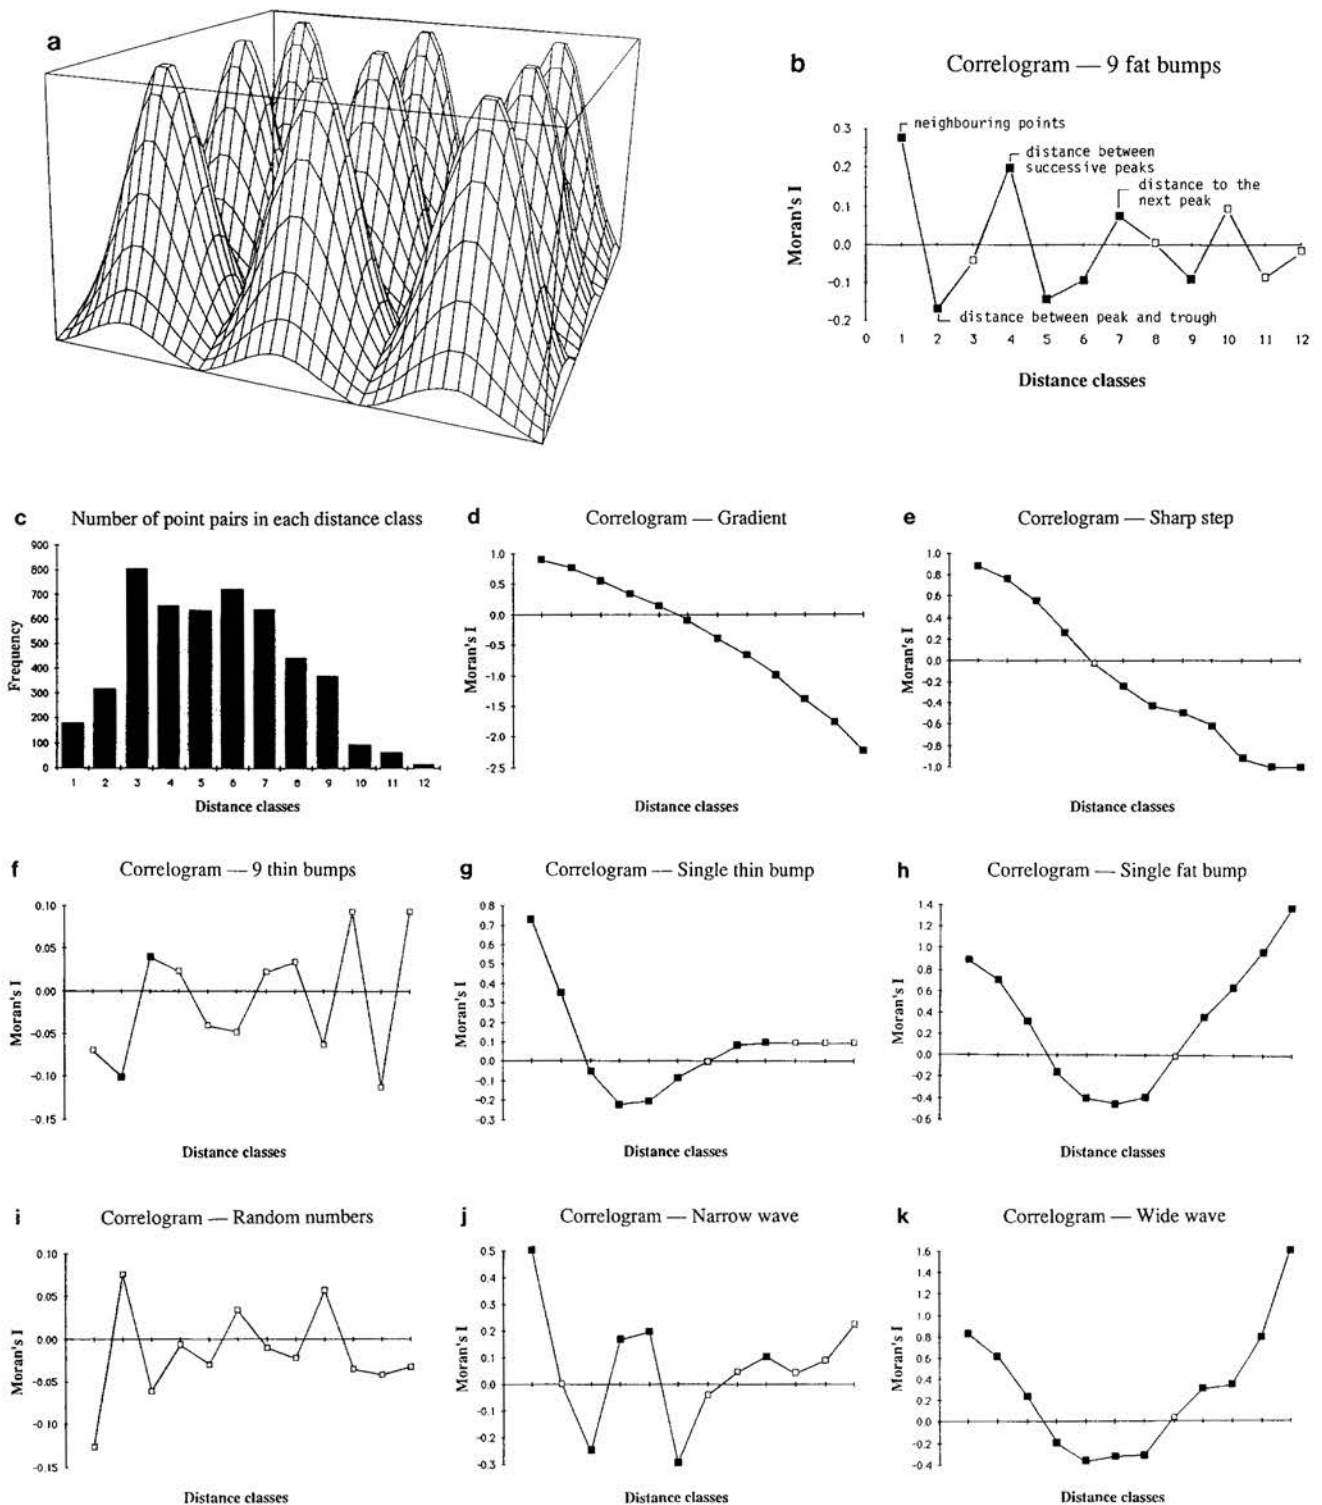 a
b
Correlogram — 9 fat bumps
0.3
0.2
0.1
0.0
-0.1
-0.2
Moran's I
neighbouring points
distance between
successive peaks
distance to the
next peak
distance between peak and trough
0 1 2 3 4 5 6 7 8 9 10 11 12
Distance classes
c
Number of point pairs in each distance class
900
800
700
600
500
400
300
200
100
0
Frequency
1 2 3 4 5 6 7 8 9 10 11 12
Distance classes
d
Correlogram — Gradient
1.0
0.5
0.0
-0.5
-1.0
-1.5
-2.0
-2.5
Moran's I
Distance classes
e
Correlogram — Sharp step
1.0
0.8
0.6
0.4
0.2
0.0
-0.2
-0.4
-0.6
-0.8
-1.0
Moran's I
Distance classes
f
Correlogram — 9 thin bumps
0.10
0.05
0.00
-0.05
-0.10
-0.15
Moran's I
Distance classes
g
Correlogram — Single thin bump
0.8
0.7
0.6
0.5
0.4
0.3
0.2
0.1
0.0
-0.1
-0.2
-0.3
Moran's I
Distance classes
h
Correlogram — Single fat bump
1.4
1.2
1.0
0.8
0.6
0.4
0.2
0.0
-0.2
-0.4
-0.6
Moran's I
Distance classes
i
Correlogram — Random numbers
0.10
0.05
0.00
-0.05
-0.10
-0.15
Moran's I
Distance classes
j
Correlogram — Narrow wave
0.5
0.4
0.3
0.2
0.1
0.0
-0.1
-0.2
-0.3
Moran's I
Distance classes
k
Correlogram — Wide wave
1.6
1.4
1.2
1.0
0.8
0.6
0.4
0.2
0.0
-0.2
-0.4
Moran's I
Distance classes